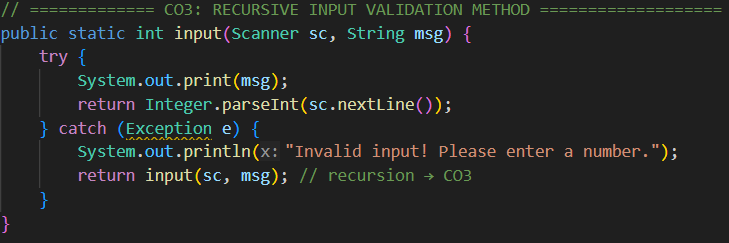 // ============= CO3: RECURSIVE INPUT VALIDATION METHOD ===================
public static int input(Scanner sc, String msg) {
    try {
        System.out.print(msg);
        return Integer.parseInt(sc.nextLine());
    } catch (Exception e) {
        System.out.println(x: "Invalid input! Please enter a number.");
        return input(sc, msg); // recursion → CO3
    }
}